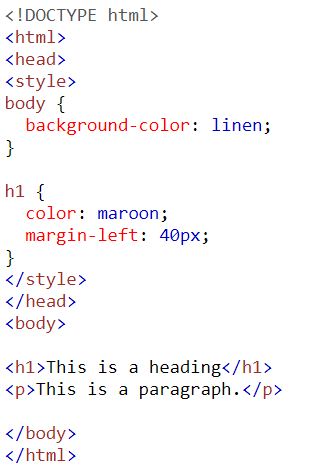 <!DOCTYPE html>
<html>
<head>
<style>
body {
  background-color: linen;
}

h1 {
  color: maroon;
  margin-left: 40px;
}
</style>
</head>
<body>

<h1>This is a heading</h1>
<p>This is a paragraph.</p>

</body>
</html>